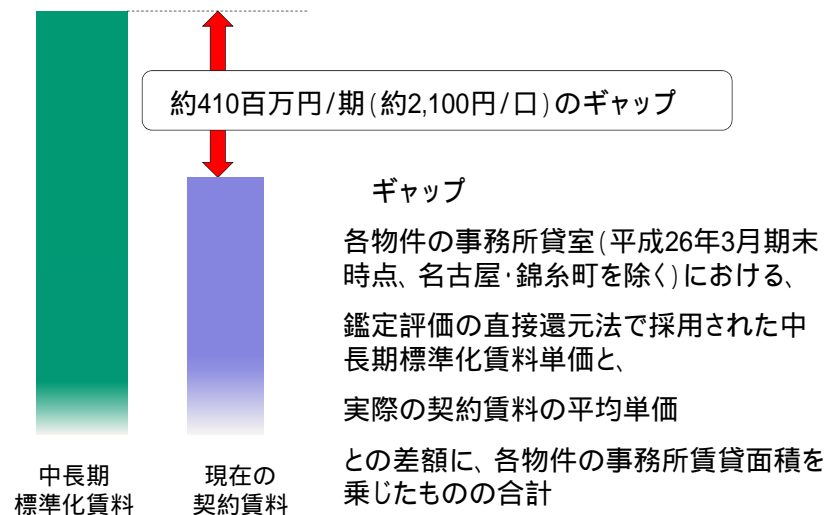 約410百万円/期(約2,100円/口)のギャップ
ギャップ
各物件の事務所貸室(平成26年3月期末
時点、名古屋・錦糸町を除く)における、
鑑定評価の直接還元法で採用された中
長期標準化賃料単価と、
実際の契約賃料の平均単価
との差額に、各物件の事務所賃貸面積を
乗じたものの合計
中長期
標準化賃料
現在の
契約賃料